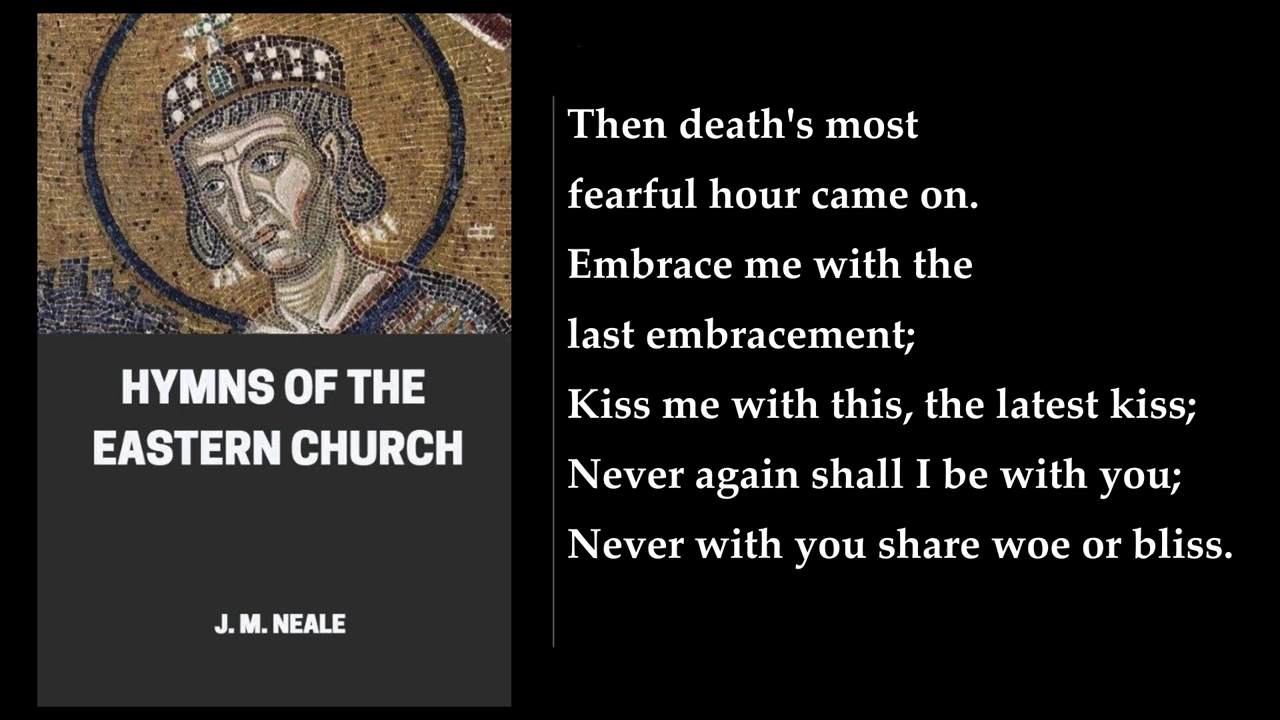 HYMNS OF THE
EASTERN CHURCH
J. M. NEALE
Then death's most
fearful hour came on.
Embrace me with the
last embracement;
Kiss me with this, the latest kiss;
Never again shall I be with you;
Never with you share woe or bliss.